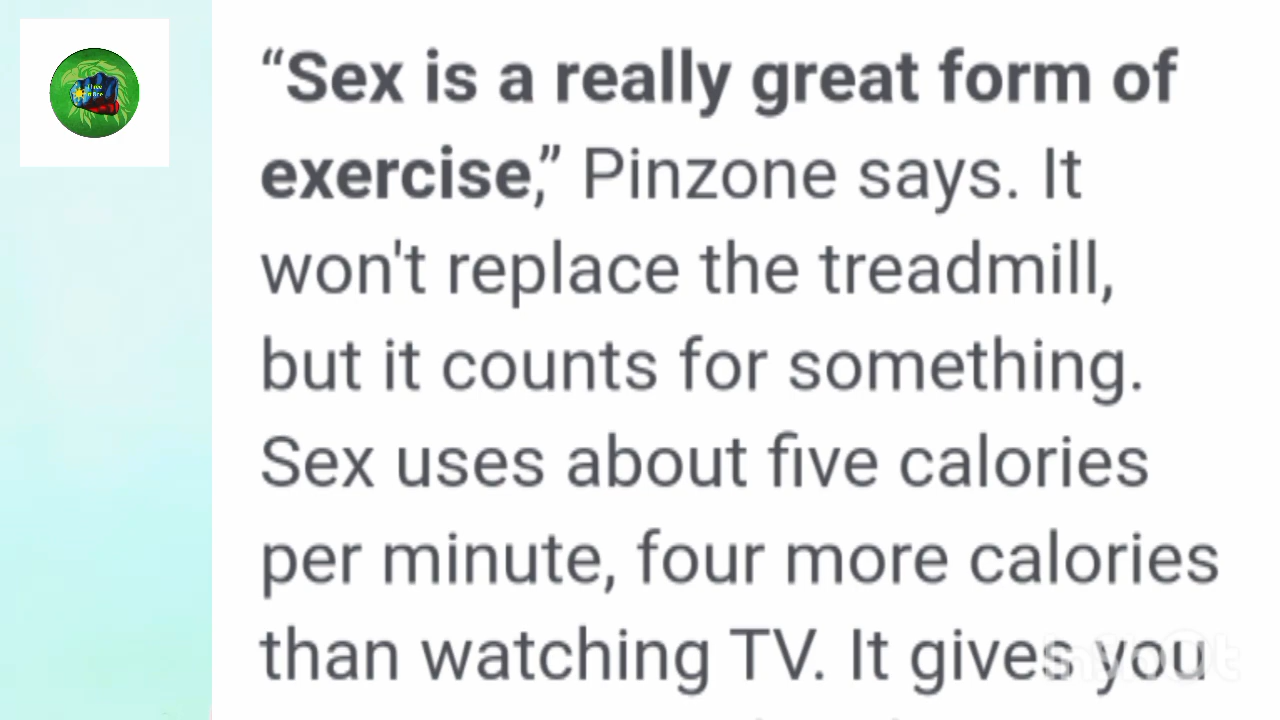 “Sex is a really great form of
exercise,” Pinzone says. It
won't replace the treadmill,
but it counts for something.
Sex uses about five calories
per minute, four more calories
than watching TV. It gives you
InShOt